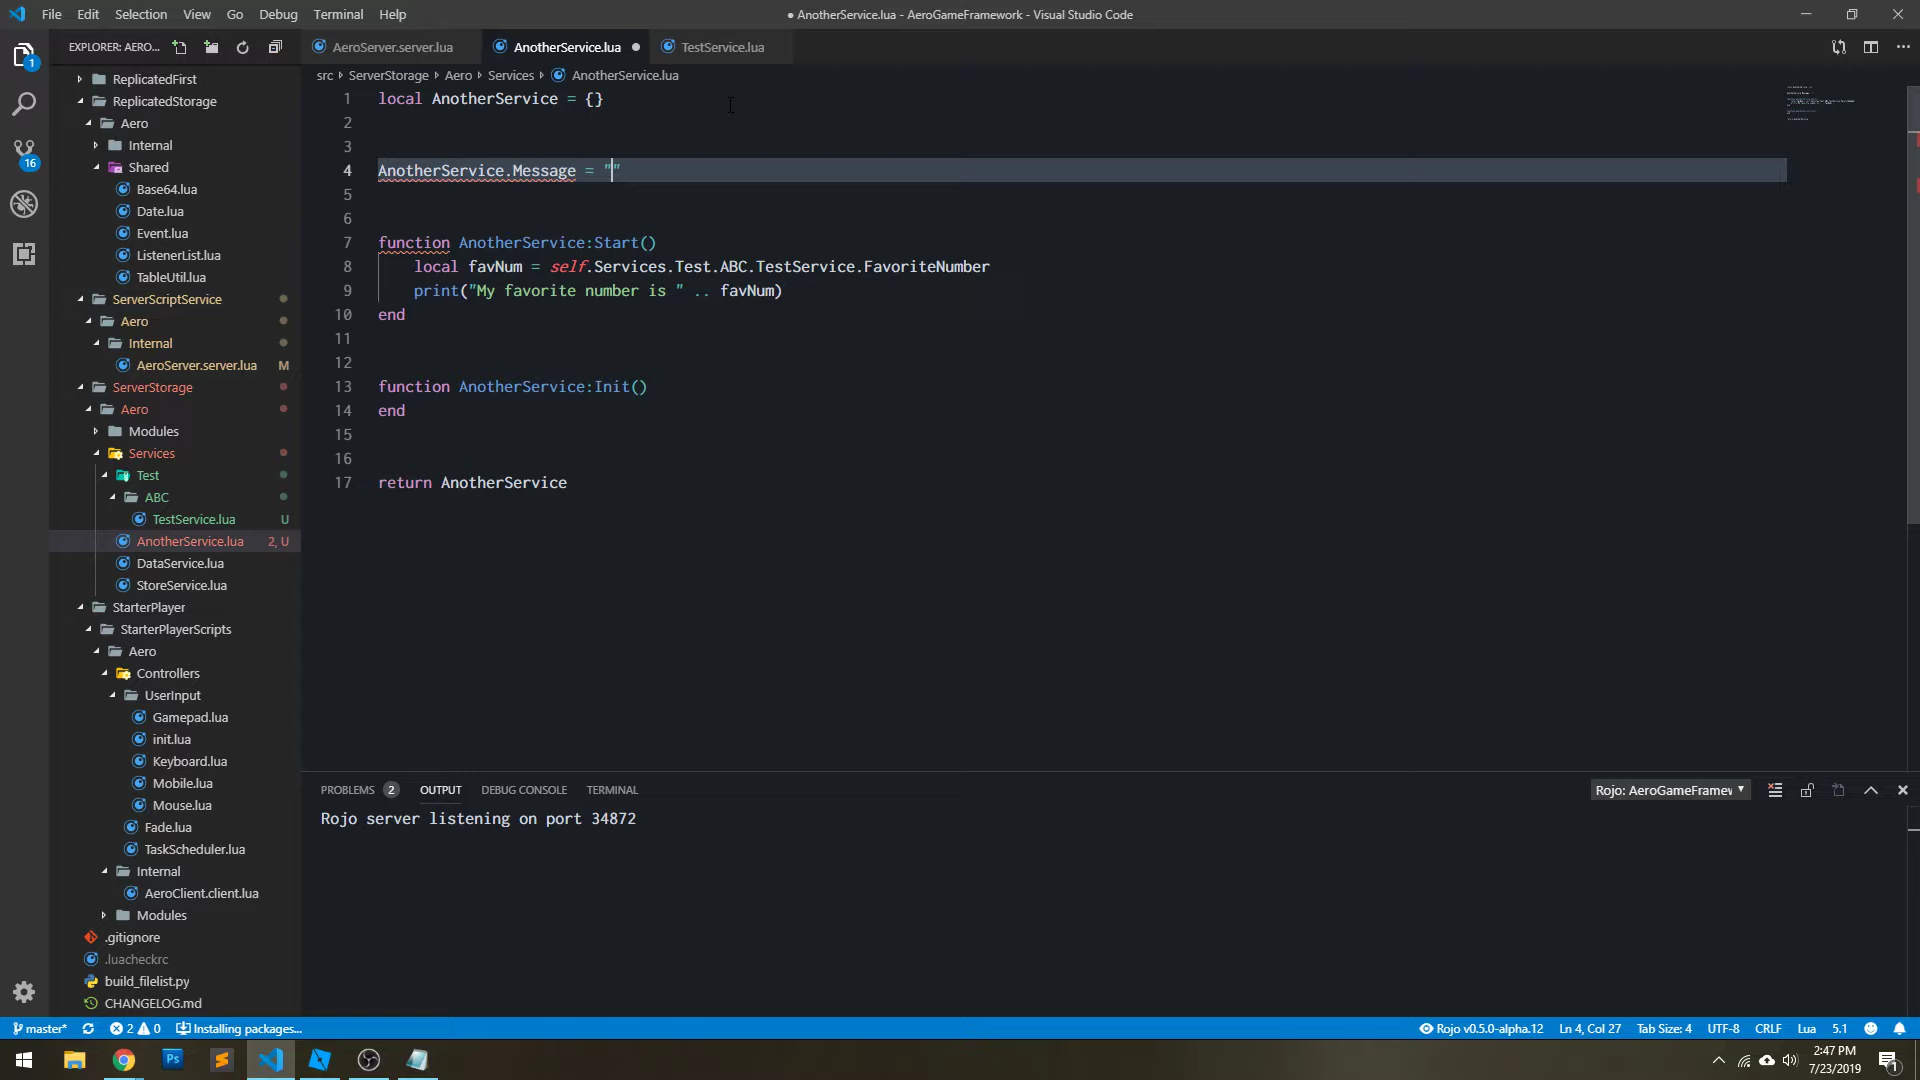 File Edit Selection View Go Debug Terminal Help
● AnotherService.lua - AeroGameFramework - Visual Studio Code
EXPLORER: AERO...
AeroServer.server.lua
AnotherService.lua ●
TestService.lua
src ServerStorage Aero Services AnotherService.lua
1
ReplicatedFirst
ReplicatedStorage
Aero
Internal
Shared
Base64.lua
Date.lua
Event.lua
ListenerList.lua
TableUtil.lua
ServerScriptService
Aero
Internal
AeroServer.server.lua M
ServerStorage
Aero
Modules
Services
Test
ABC
TestService.lua U
AnotherService.lua 2, U
DataService.lua
StoreService.lua
StarterPlayer
StarterPlayerScripts
Aero
Controllers
UserInput
Gamepad.lua
init.lua
Keyboard.lua
Mobile.lua
Mouse.lua
Fade.lua
TaskScheduler.lua
Internal
AeroClient.client.lua
Modules
.gitignore
.luacheckrc
build_filelist.py
CHANGELOG.md
16
1 local AnotherService = {}
2
3
4 AnotherService.Message = ""
5
6
7 function AnotherService:Start()
8 local favNum = self.Services.Test.ABC.TestService.FavoriteNumber
9 print("My favorite number is " .. favNum)
10 end
11
12
13 function AnotherService:Init()
14 end
15
16
17 return AnotherService
PROBLEMS 2 OUTPUT DEBUG CONSOLE TERMINAL
Rojo: AeroGameFramew
Rojo server listening on port 34872
master* 2 0 Installing packages...
Rojo v0.5.0-alpha.12 Ln 4, Col 27 Tab Size: 4 UTF-8 CRLF Lua 5.1
Ps
2:47 PM
7/23/2019
1